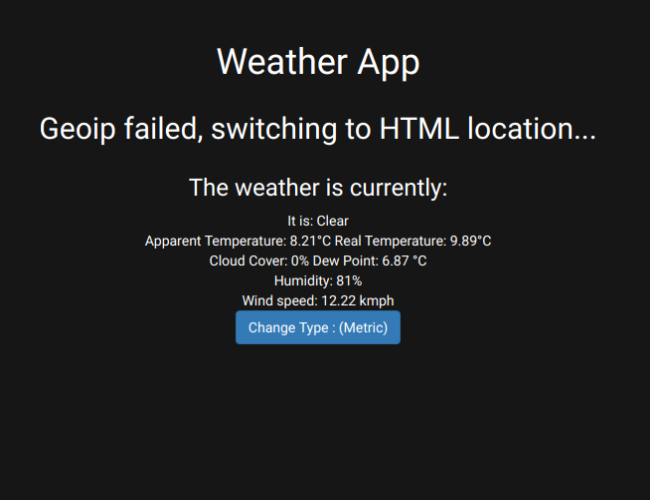 Weather App
Geoip failed, switching to HTML location...
The weather is currently:
It is: Clear
Apparent Temperature: 8.21°C Real Temperature: 9.89°C
Cloud Cover: 0% Dew Point: 6.87 °C
Humidity: 81%
Wind speed: 12.22 kmph
Change Type : (Metric)